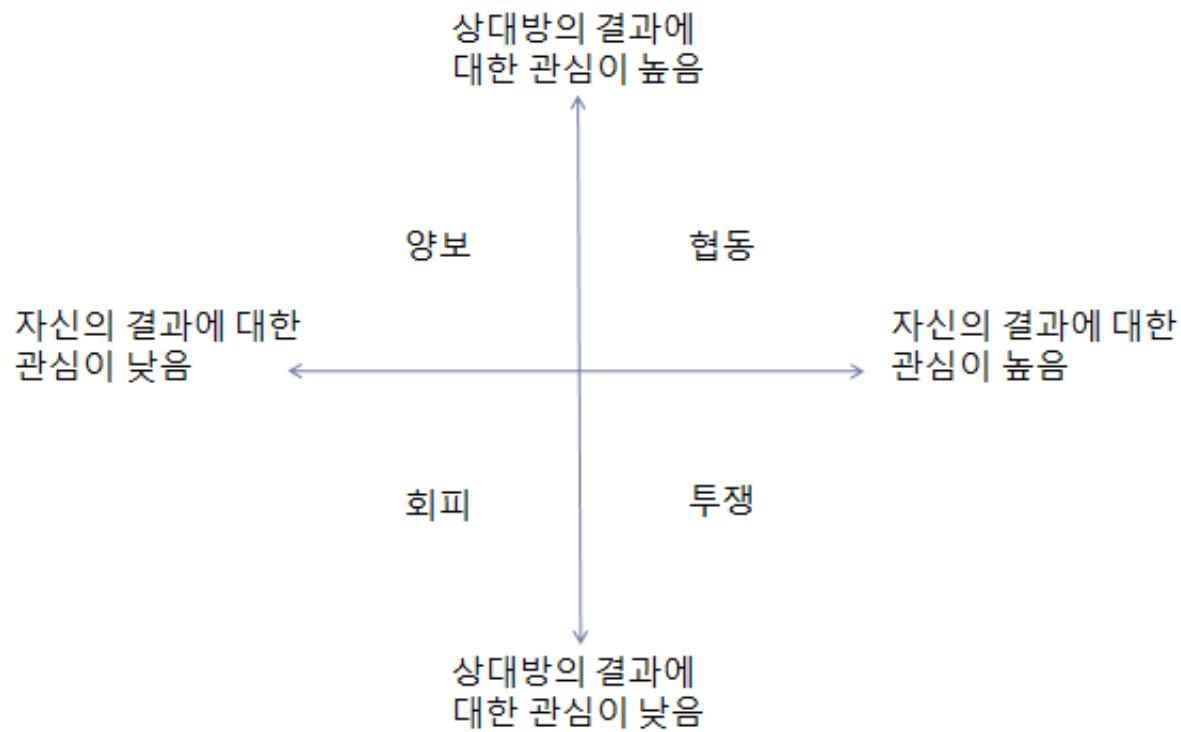 상대방의 결과에
대한 관심이 높음
양보
협동
자신의 결과에 대한
관심이 낮음
자신의 결과에 대한
관심이 높음
회피
투쟁
상대방의 결과에
대한 관심이 낮음